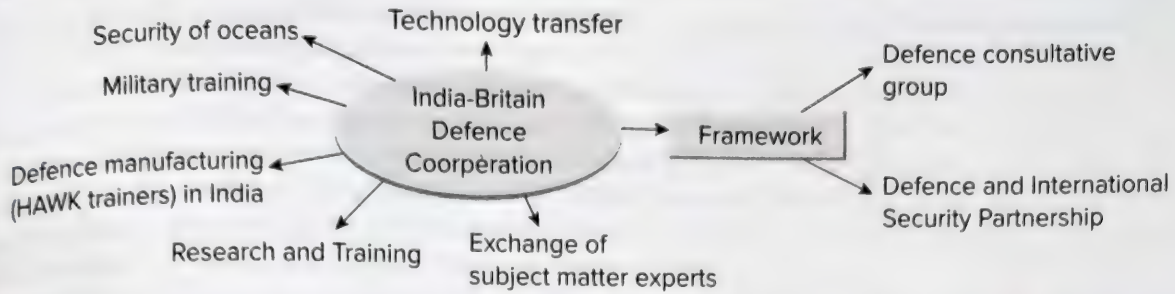 Technology transfer
Security of oceans
Military training
India-Britain
Defence
Coorpèration
Defence manufacturing
(HAWK trainers) in India
Research and Training
Exchange of
subject matter experts
Framework
Defence consultative
group
Defence and International
Security Partnership